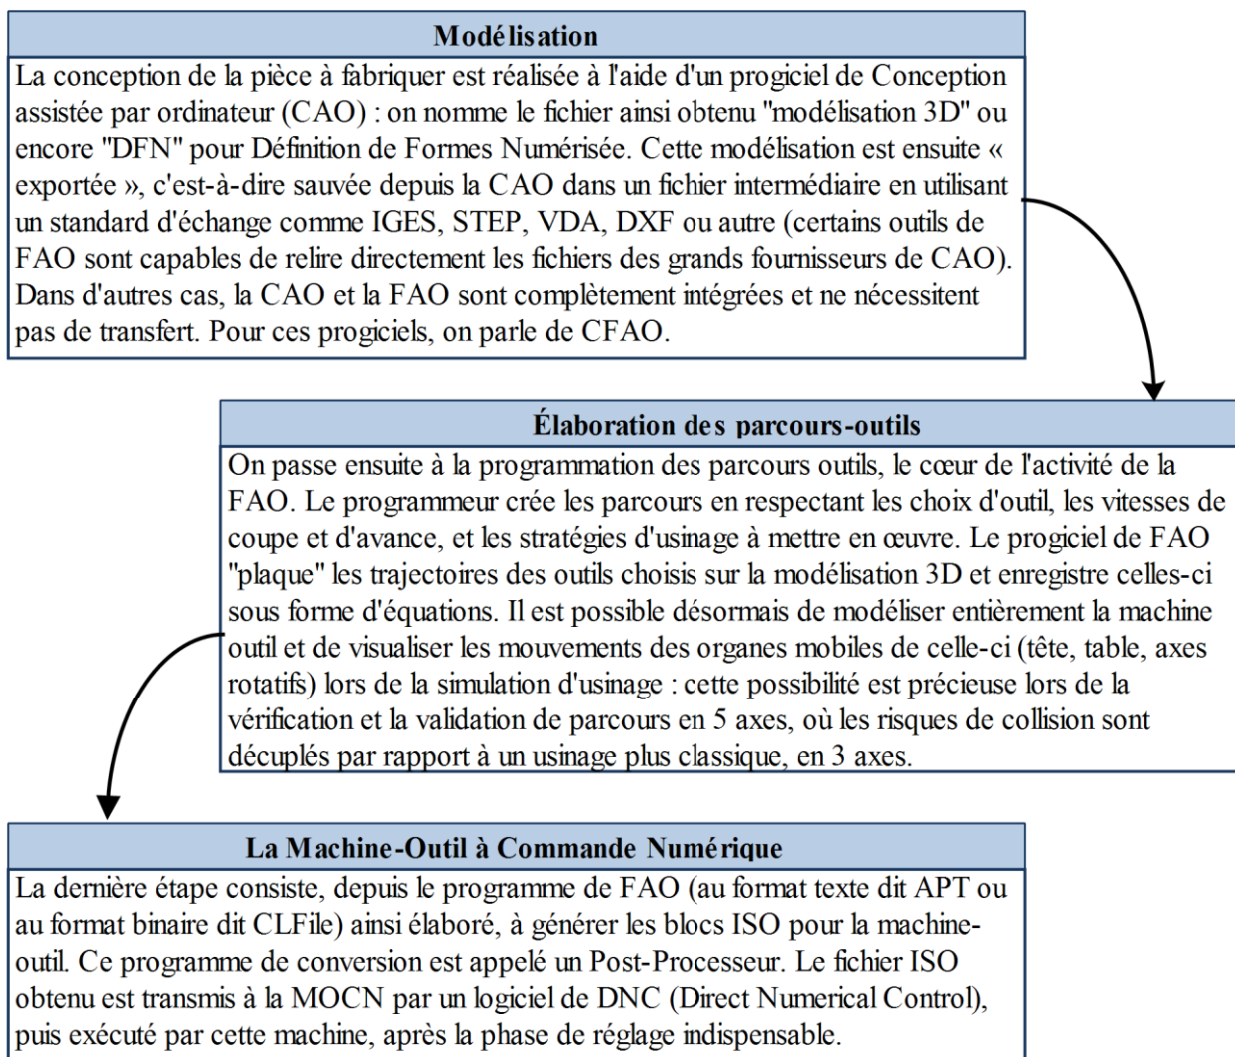 Modélisation
La conception de la pièce à fabriquer est réalisée à l'aide d'un progiciel de Conception
assistée par ordinateur (CAO) : on nomme le fichier ainsi obtenu "modélisation 3D" ou
encore "DFN" pour Définition de Formes Numérisée. Cette modélisation est ensuite «
exportée », c'est-à-dire sauvée depuis la CAO dans un fichier intermédiaire en utilisant
un standard d'échange comme IGES, STEP, VDA, DXF ou autre (certains outils de
FAO sont capables de relire directement les fichiers des grands fournisseurs de CAO).
Dans d'autres cas, la CAO et la FAO sont complètement intégrées et ne nécessitent
pas de transfert. Pour ces progiciels, on parle de CFAO.
Élaboration des parcours-outils
On passe ensuite à la programmation des parcours outils, le cœur de l'activité de la
FAO. Le programmeur crée les parcours en respectant les choix d'outil, les vitesses de
coupe et d'avance, et les stratégies d'usinage à mettre en œuvre. Le progiciel de FAO
"plaque" les trajectoires des outils choisis sur la modélisation 3D et enregistre celles-ci
sous forme d'équations. Il est possible désormais de modéliser entièrement la machine
outil et de visualiser les mouvements des organes mobiles de celle-ci (tête, table, axes
rotatifs) lors de la simulation d'usinage : cette possibilité est précieuse lors de la
vérification et la validation de parcours en 5 axes, où les risques de collision sont
décuplés par rapport à un usinage plus classique, en 3 axes.
La Machine-Outil à Commande Numérique
La dernière étape consiste, depuis le programme de FAO (au format texte dit APT ou
au format binaire dit CLFile) ainsi élaboré, à générer les blocs ISO pour la machine-
outil. Ce programme de conversion est appelé un Post-Processeur. Le fichier ISO
obtenu est transmis à la MOCN par un logiciel de DNC (Direct Numerical Control),
puis exécuté par cette machine, après la phase de réglage indispensable.